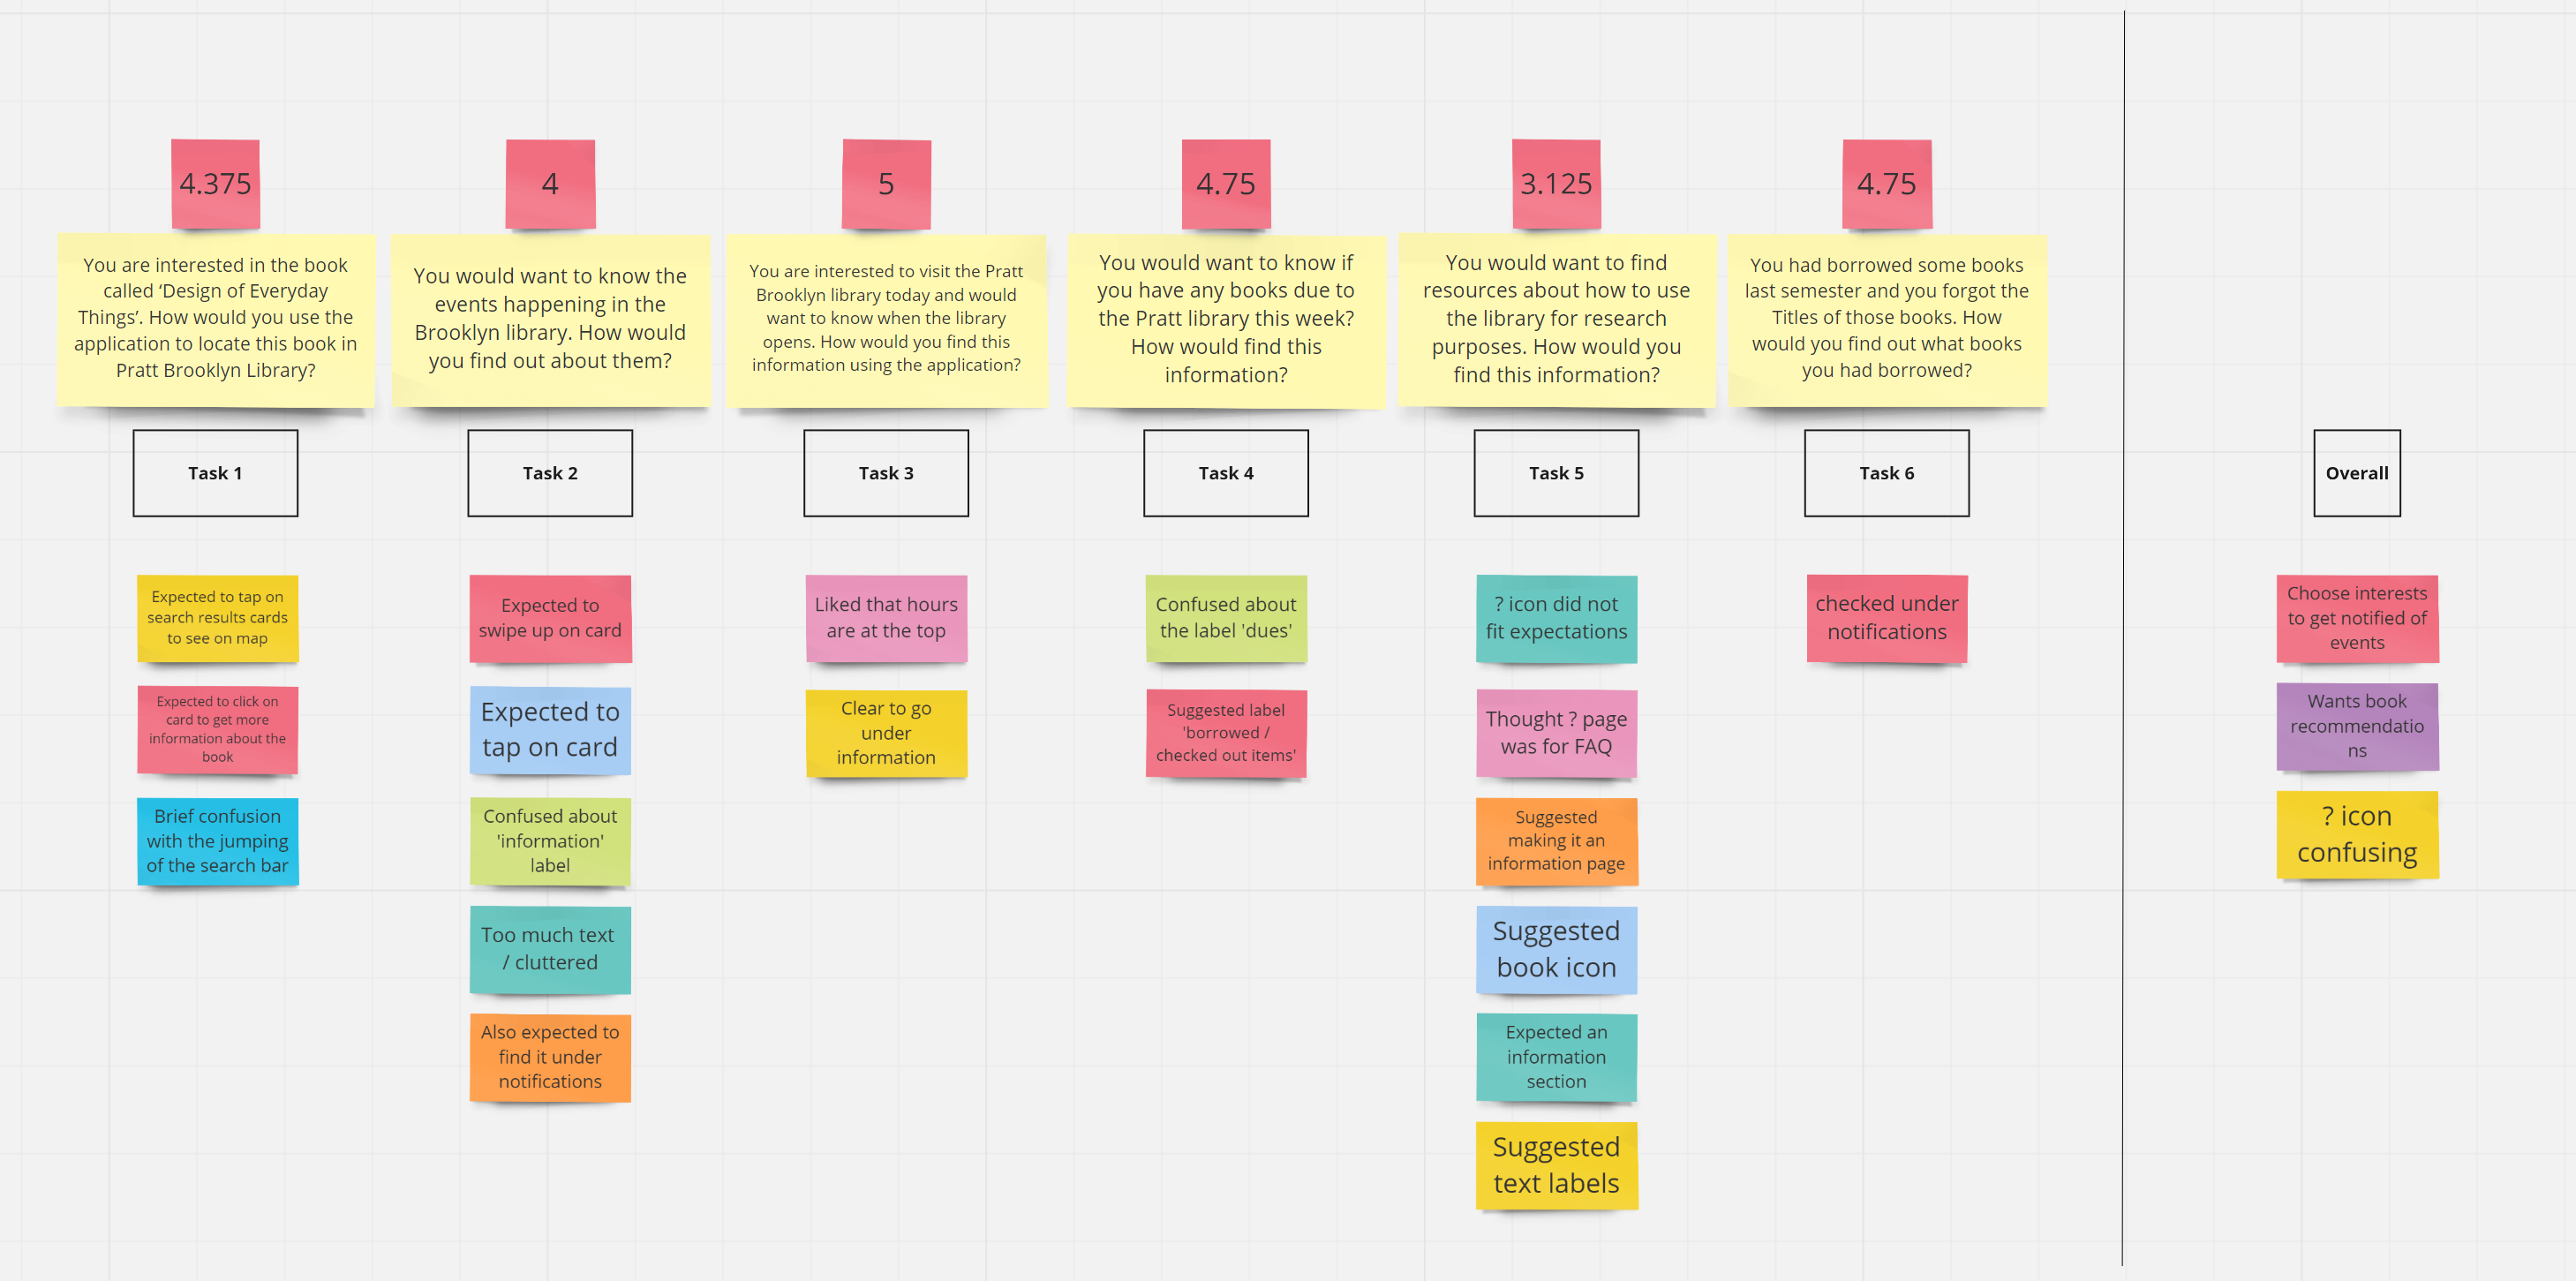 4.375
You are interested in the book
called ‘Design of Everyday
Things’. How would you use the
application to locate this book in
Pratt Brooklyn Library?
Task 1
Expected to tap on
search results cards
to see on map
Expected to click on
card to get more
information about the
book
Brief confusion
with the jumping
of the search bar
4
You would want to know the
events happening in the
Brooklyn library. How would
you find out about them?
Task 2
Expected to
swipe up on card
Expected to
tap on card
Confused about
'information'
label
Too much text
/ cluttered
Also expected to
find it under
notifications
5
You are interested to visit the Pratt
Brooklyn library today and would
want to know when the library
opens. How would you find this
information using the application?
Task 3
Liked that hours
are at the top
Clear to go
under
information
4.75
You would want to know if
you have any books due to
the Pratt library this week?
How would find this
information?
Task 4
Confused about
the label 'dues'
Suggested label
'borrowed /
checked out items'
3.125
You would want to find
resources about how to use
the library for research
purposes. How would you
find this information?
Task 5
? icon did not
fit expectations
Thought ? page
was for FAQ
Suggested
making it an
information page
Suggested
book icon
Expected an
information
section
Suggested
text labels
4.75
You had borrowed some books
last semester and you forgot the
Titles of those books. How
would you find out what books
you had borrowed?
Task 6
checked under
notifications
Overall
Choose interests
to get notified of
events
Wants book
recommendatio
ns
? icon
confusing